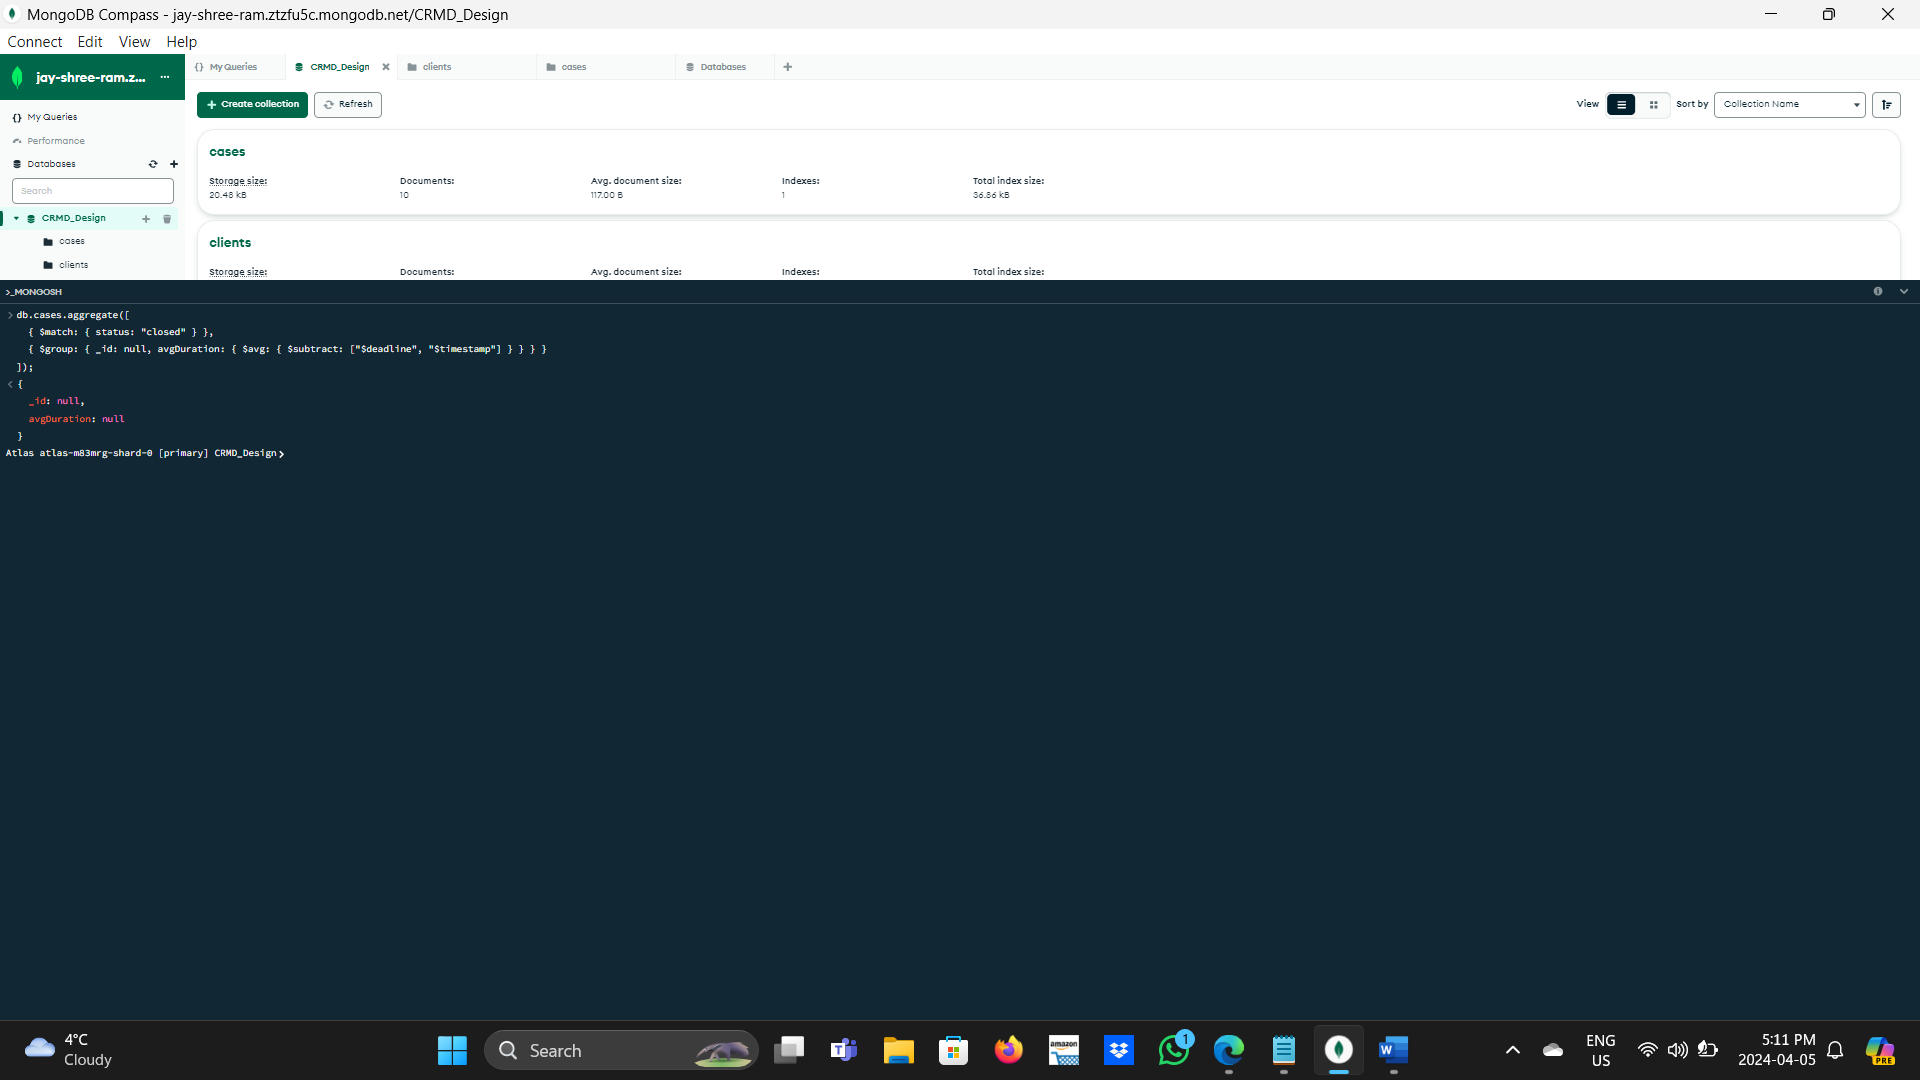 MongoDB Compass - jay-shree-ram.ztzfu5c.mongodb.net/CRMD_Design
Connect Edit View Help
jay-shree-ram.z... ...
{} My Queries
CRMD_Design
clients
cases
Databases
+
+ Create collection
Refresh
View
Sort by
Collection Name
{} My Queries
Performance
Databases
Search
CRMD_Design
cases
clients
cases
Storage size: Documents: Avg. document size: Indexes: Total index size:
20.48 kB 10 117.00 B 1 36.86 kB
clients
Storage size: Documents: Avg. document size: Indexes: Total index size:
>_MONGOSH
> db.cases.aggregate([
{ $match: { status: "closed" } },
{ $group: { _id: null, avgDuration: { $avg: { $subtract: ["$deadline", "$timestamp"] } } } }
]);
< {
_id: null,
avgDuration: null
}
Atlas atlas-m83mrg-shard-0 [primary] CRMD_Design>
4°C
Cloudy
Search
T
amazon
1
W
ENG
US
5:11 PM
2024-04-05
PRE